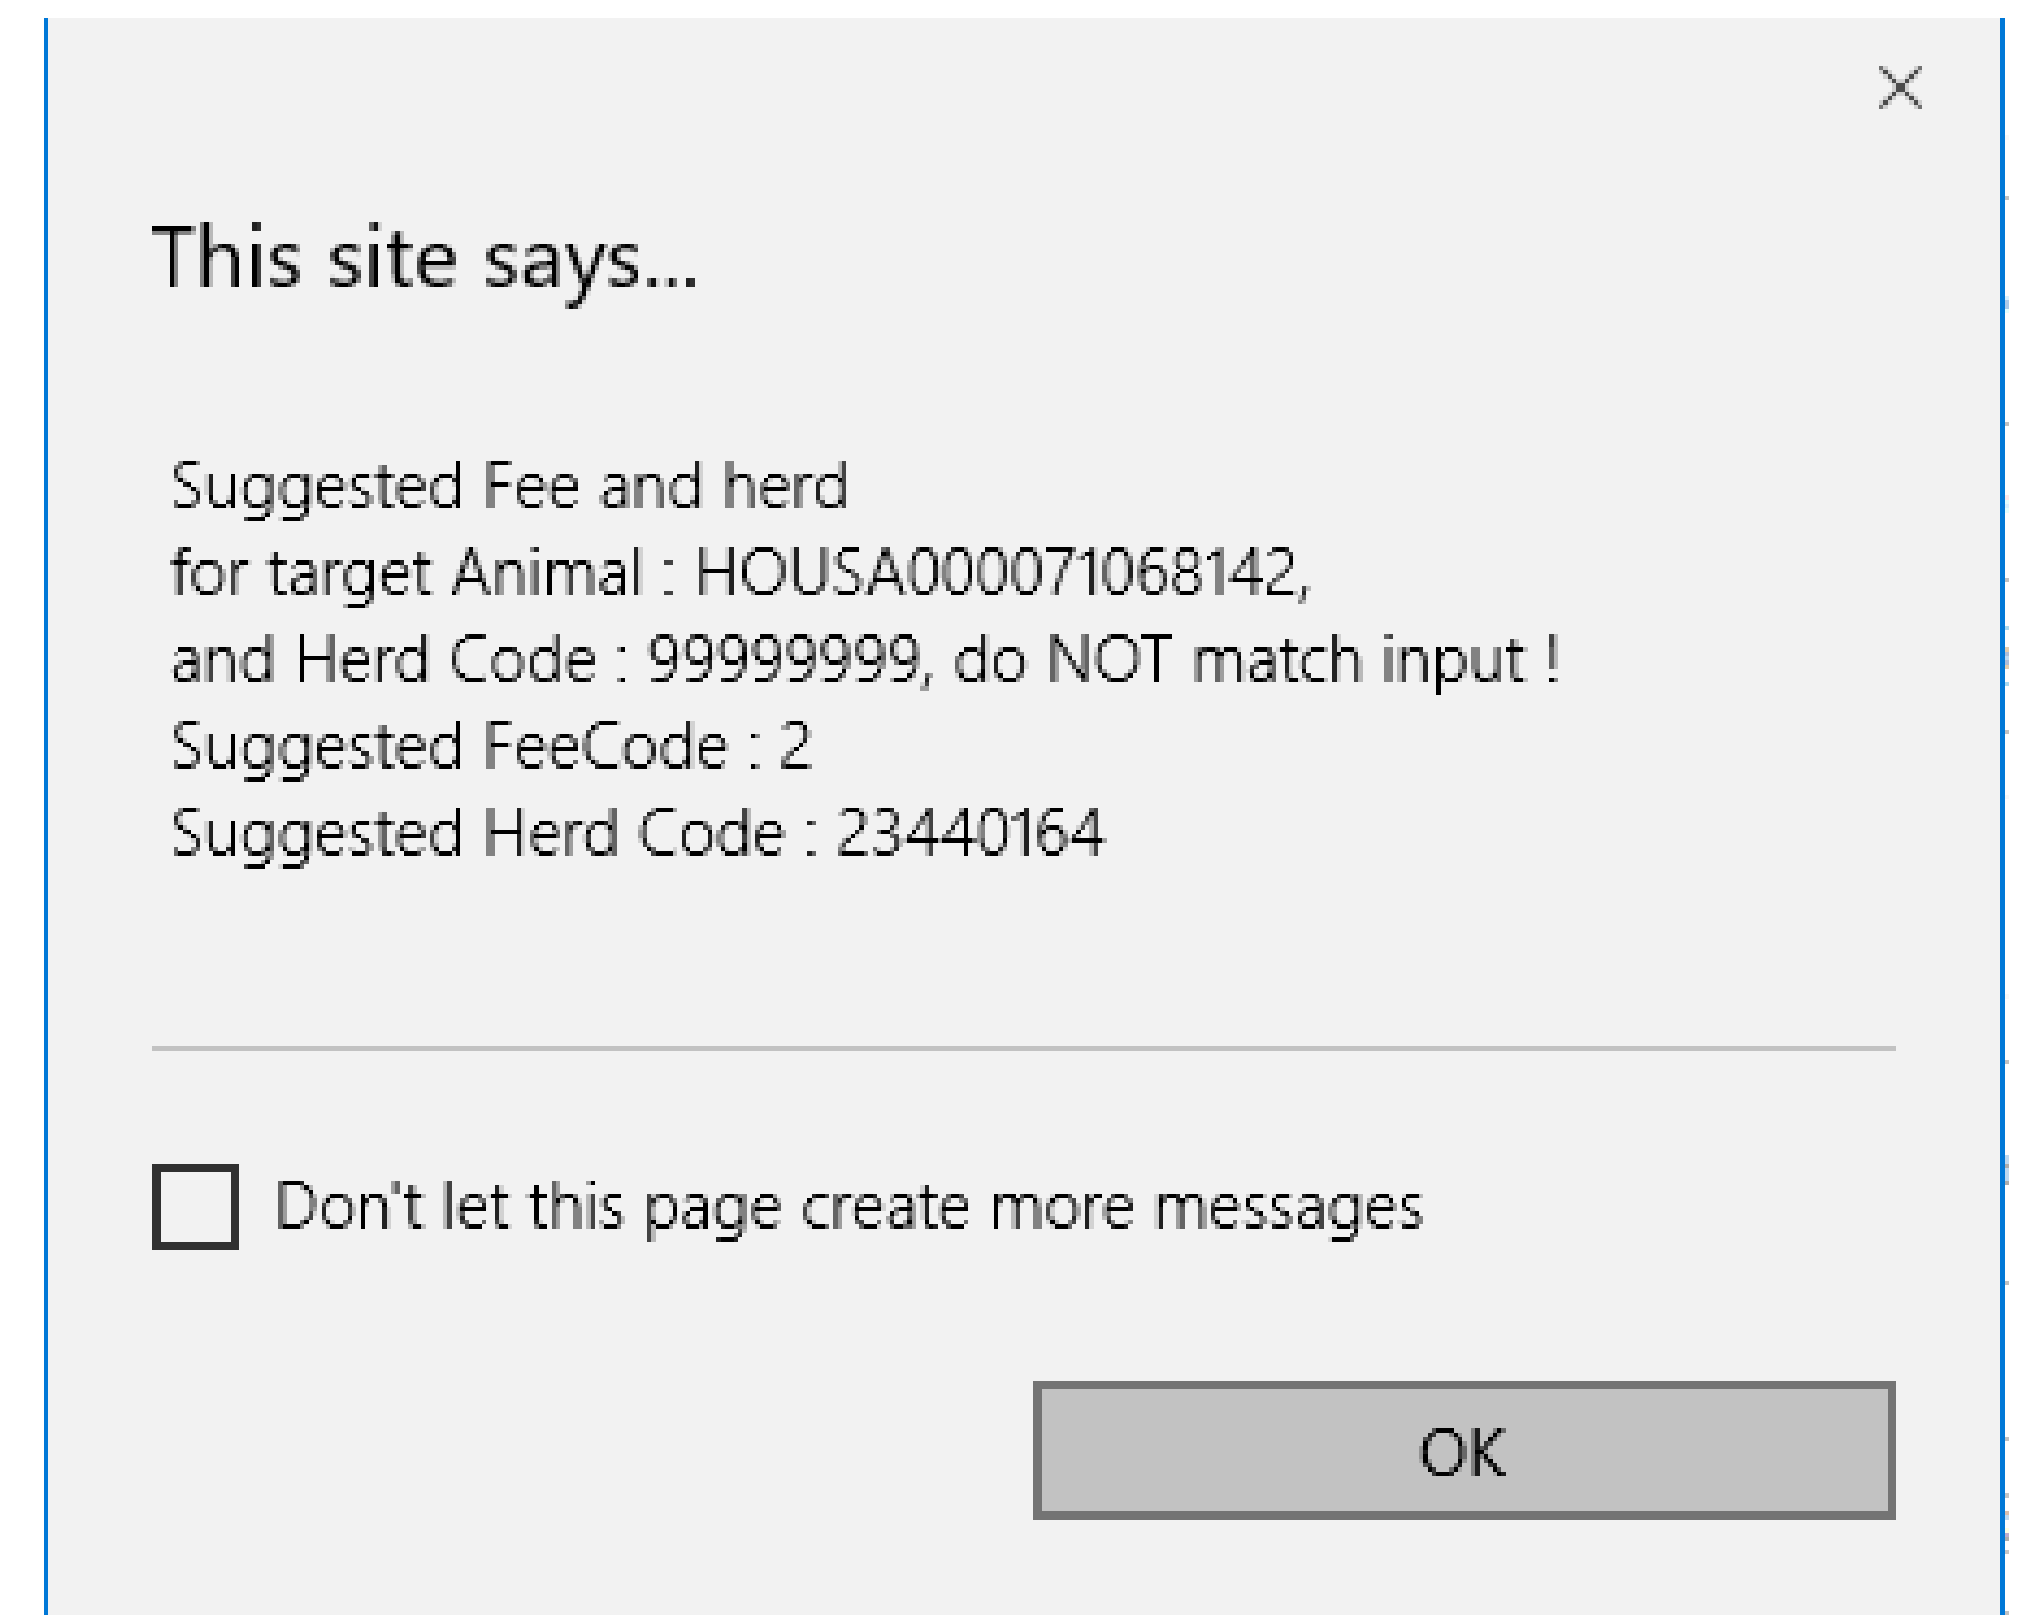 This site says...
Suggested Fee and herd
for target Animal : HOUSA000071068142,
and Herd Code : 99999999, do NOT match input !
Suggested FeeCode : 2
Suggested Herd Code : 23440164
Don't let this page create more messages
OK